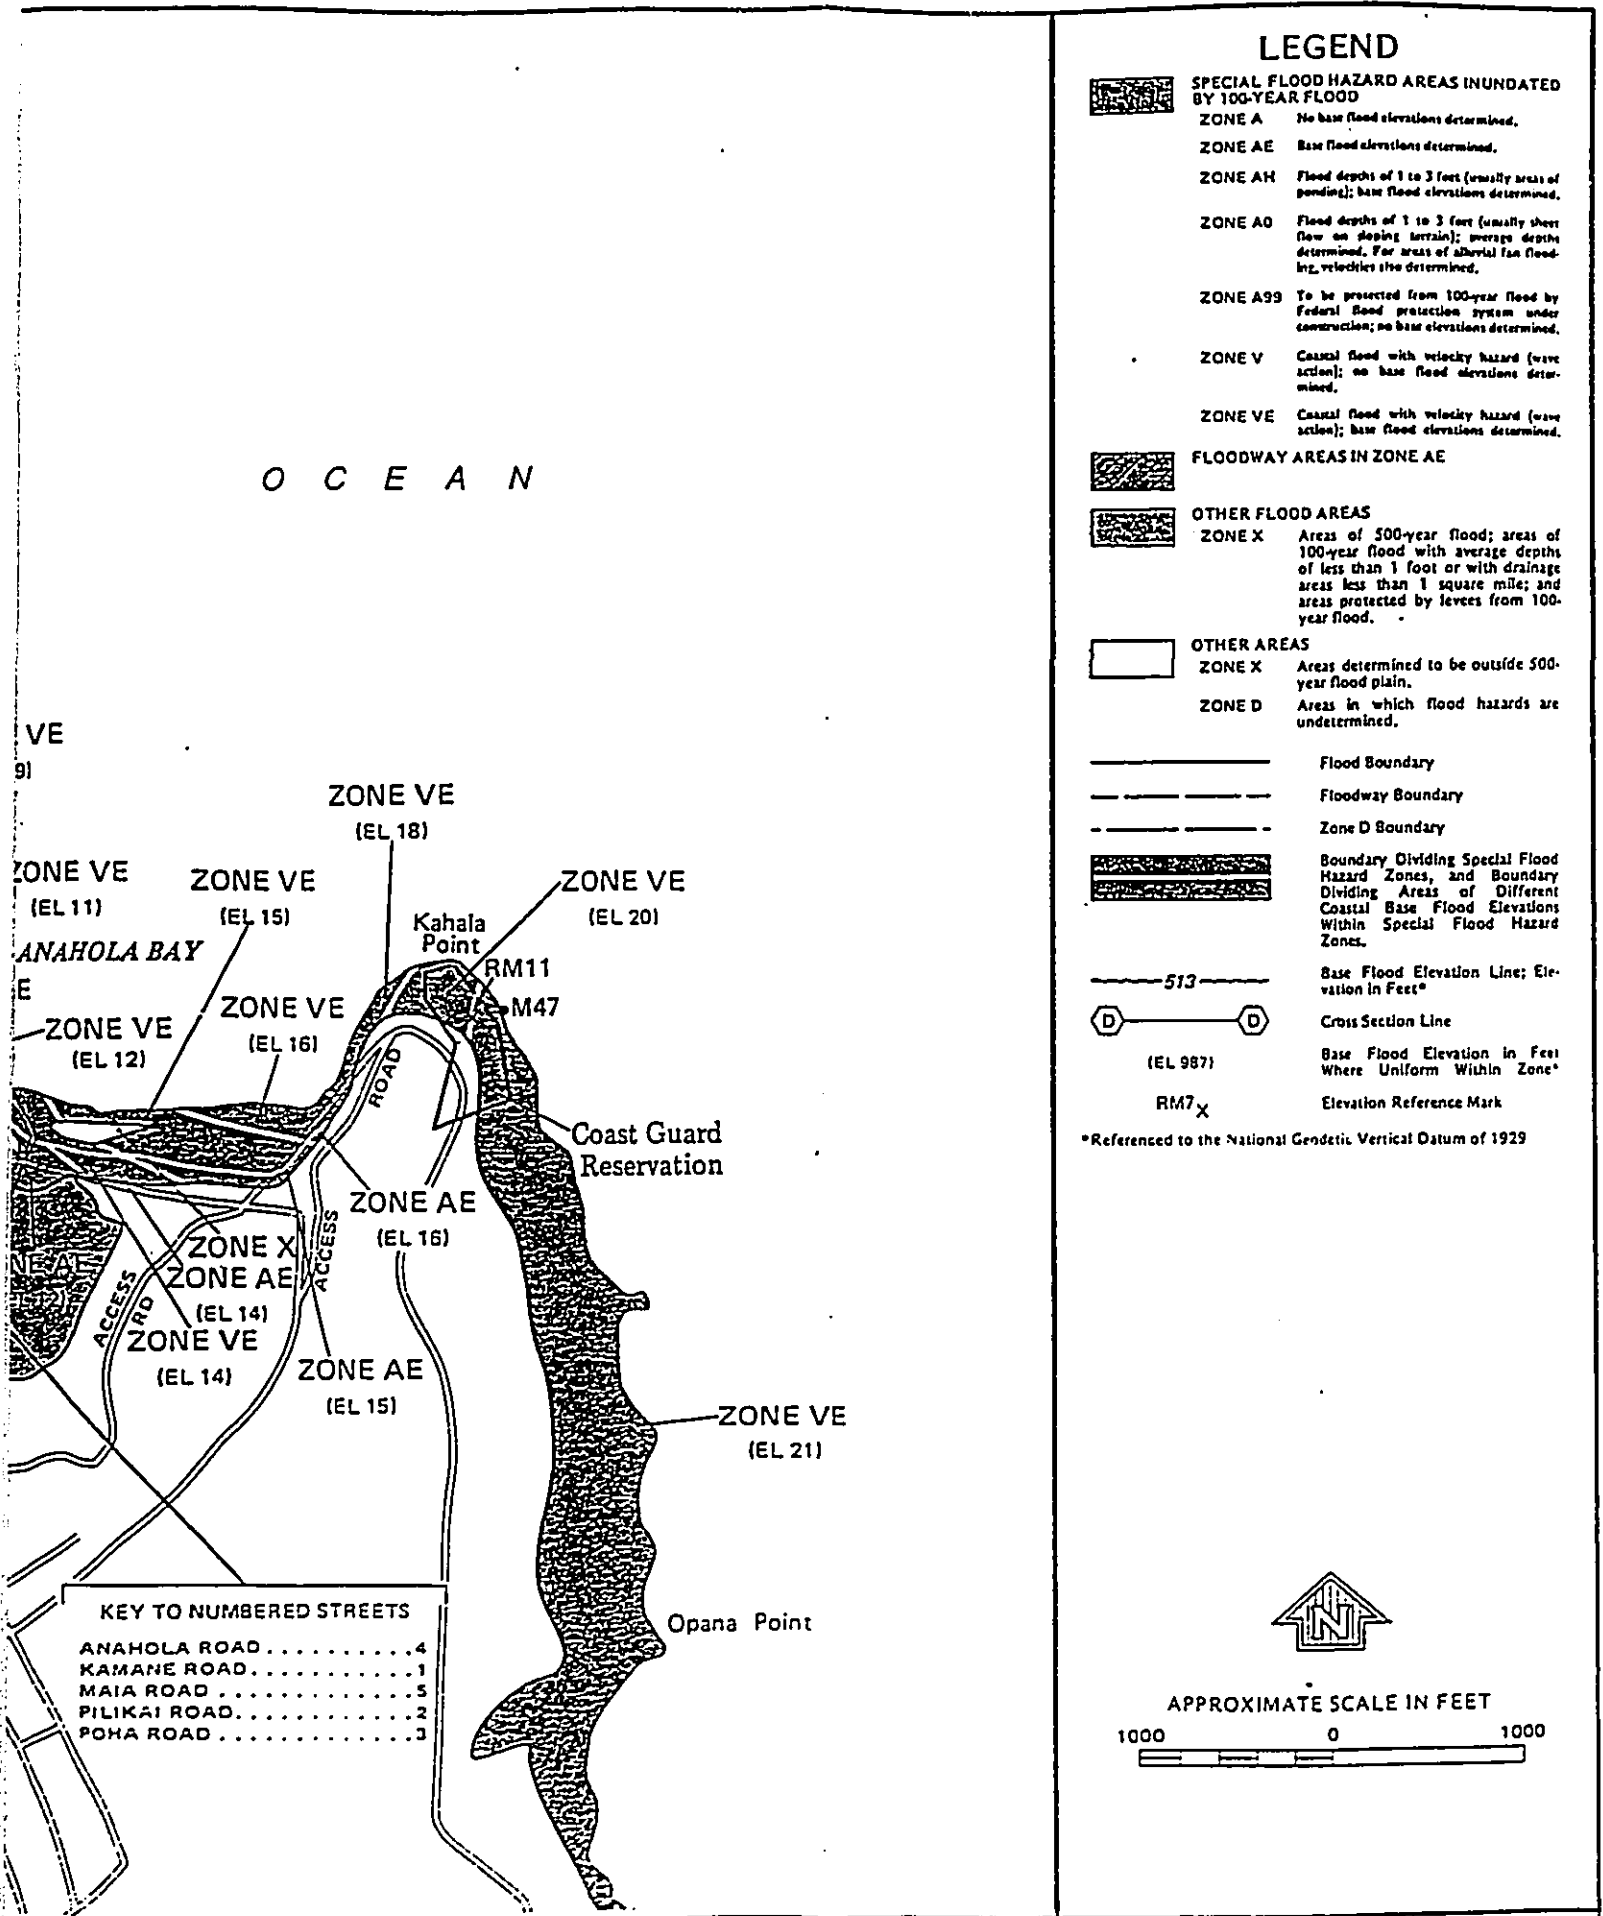 OCEAN
VE
9)
ZONE VE
(EL 18)
ZONE VE
(EL 11)
ZONE VE
(EL 15)
ZONE VE
(EL 20)
Kahala
Point
ANAHOLA BAY
E
RM11
M47
ZONE VE
(EL 12)
ZONE VE
(EL 16)
ROAD
Coast Guard
Reservation
ZONE AE
(EL 16)
ACCESS
ZONE X
ZONE AE
(EL 14)
ACCESS
RD
ZONE VE
(EL 14)
ZONE AE
(EL 15)
ZONE VE
(EL 21)
Opana Point
KEY TO NUMBERED STREETS
ANAHOLA ROAD . . . . . . . . . . . 4
KAMANE ROAD . . . . . . . . . . . . 1
MAIA ROAD . . . . . . . . . . . . . . 5
PILIKAI ROAD . . . . . . . . . . . . . 2
POHA ROAD . . . . . . . . . . . . . . 3
LEGEND
SPECIAL FLOOD HAZARD AREAS INUNDATED
BY 100-YEAR FLOOD
ZONE A No base flood elevations determined.
ZONE AE Base flood elevations determined.
ZONE AH Flood depths of 1 to 3 feet (usually areas of
ponding); base flood elevations determined.
ZONE AO Flood depths of 1 to 3 feet (usually sheet
flow on sloping terrain); average depths
determined. For areas of alluvial fan flood-
ing, velocities also determined.
ZONE A99 To be protected from 100-year flood by
Federal flood protection system under
construction; no base elevations determined.
ZONE V Coastal flood with velocity hazard (wave
action); no base flood elevations deter-
mined.
ZONE VE Coastal flood with velocity hazard (wave
action); base flood elevations determined.
FLOODWAY AREAS IN ZONE AE
OTHER FLOOD AREAS
ZONE X Areas of 500-year flood; areas of
100-year flood with average depths
of less than 1 foot or with drainage
areas less than 1 square mile; and
areas protected by levees from 100-
year flood.
OTHER AREAS
ZONE X Areas determined to be outside 500-
year flood plain.
ZONE D Areas in which flood hazards are
undetermined.
Flood Boundary
Floodway Boundary
Zone D Boundary
Boundary Dividing Special Flood
Hazard Zones, and Boundary
Dividing Areas of Different
Coastal Base Flood Elevations
Within Special Flood Hazard
Zones.
513 Base Flood Elevation Line; Ele-
vation in Feet*
D D Cross Section Line
(EL 987) Base Flood Elevation in Feet
Where Uniform Within Zone*
RM7X Elevation Reference Mark
*Referenced to the National Geodetic Vertical Datum of 1929
N
APPROXIMATE SCALE IN FEET
1000 0 1000